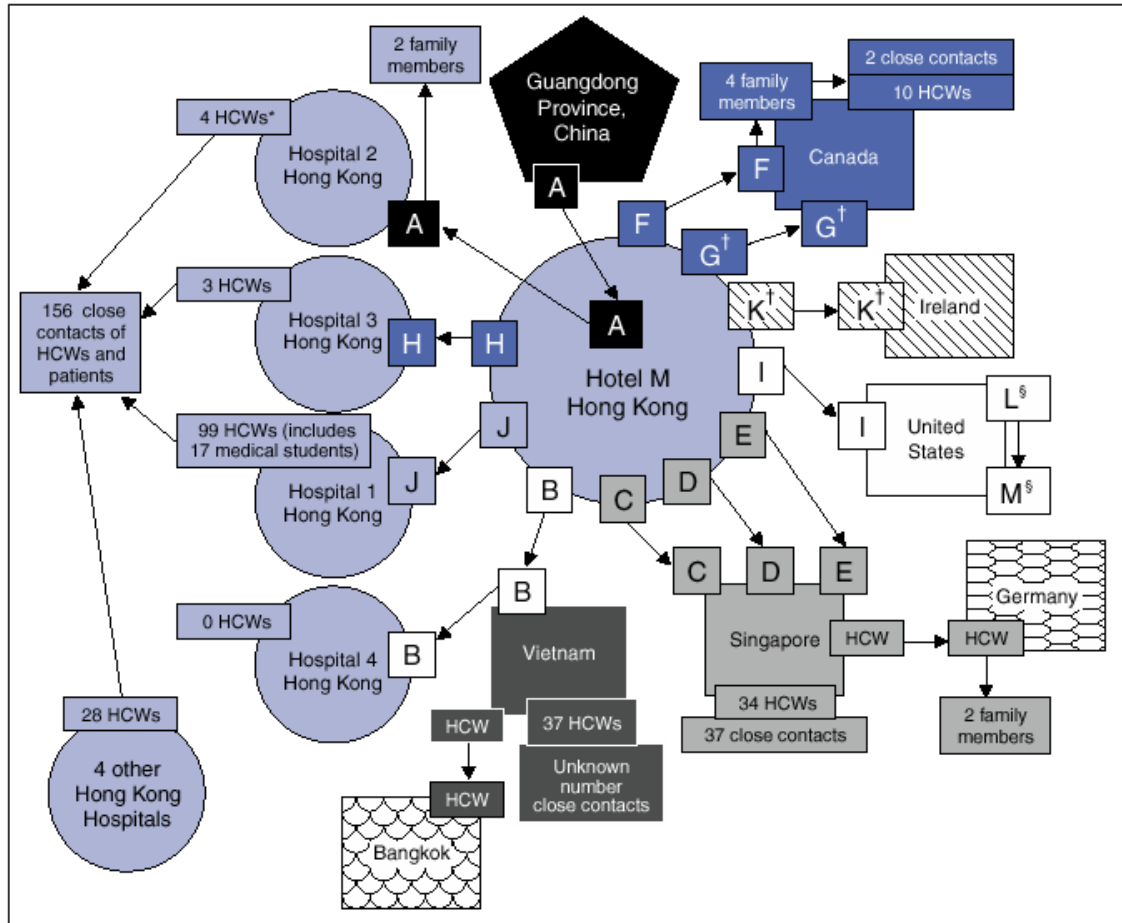 2 family
members
Guangdong
Province,
China
A
4 family
members
2 close contacts
10 HCWs
Canada
F
G†
4 HCWs*
Hospital 2
Hong Kong
A
F
G†
K†
K†
Ireland
3 HCWs
Hospital 3
Hong Kong
H
H
A
Hotel M
Hong Kong
156 close
contacts of
HCWs and
patients
I
I
United
States
L§
M§
99 HCWs (includes
17 medical students)
Hospital 1
Hong Kong
J
J
B
C
D
E
0 HCWs
Hospital 4
Hong Kong
B
B
Vietnam
C
D
E
Singapore
HCW
HCW
Germany
28 HCWs
4 other
Hong Kong
Hospitals
HCW
37 HCWs
34 HCWs
37 close contacts
2 family
members
HCW
Unknown
number
close contacts
Bangkok